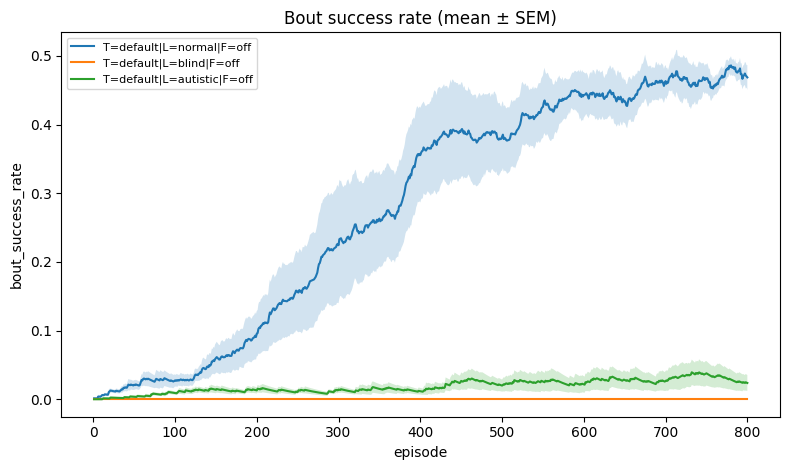 Bout success rate (mean ± SEM)
T=default|L=normal|F=off
T=default|L=blind|F=off
T=default|L=autistic|F=off
bout_success_rate
0.5
0.4
0.3
0.2
0.1
0.0
0 100 200 300 400 500 600 700 800
episode